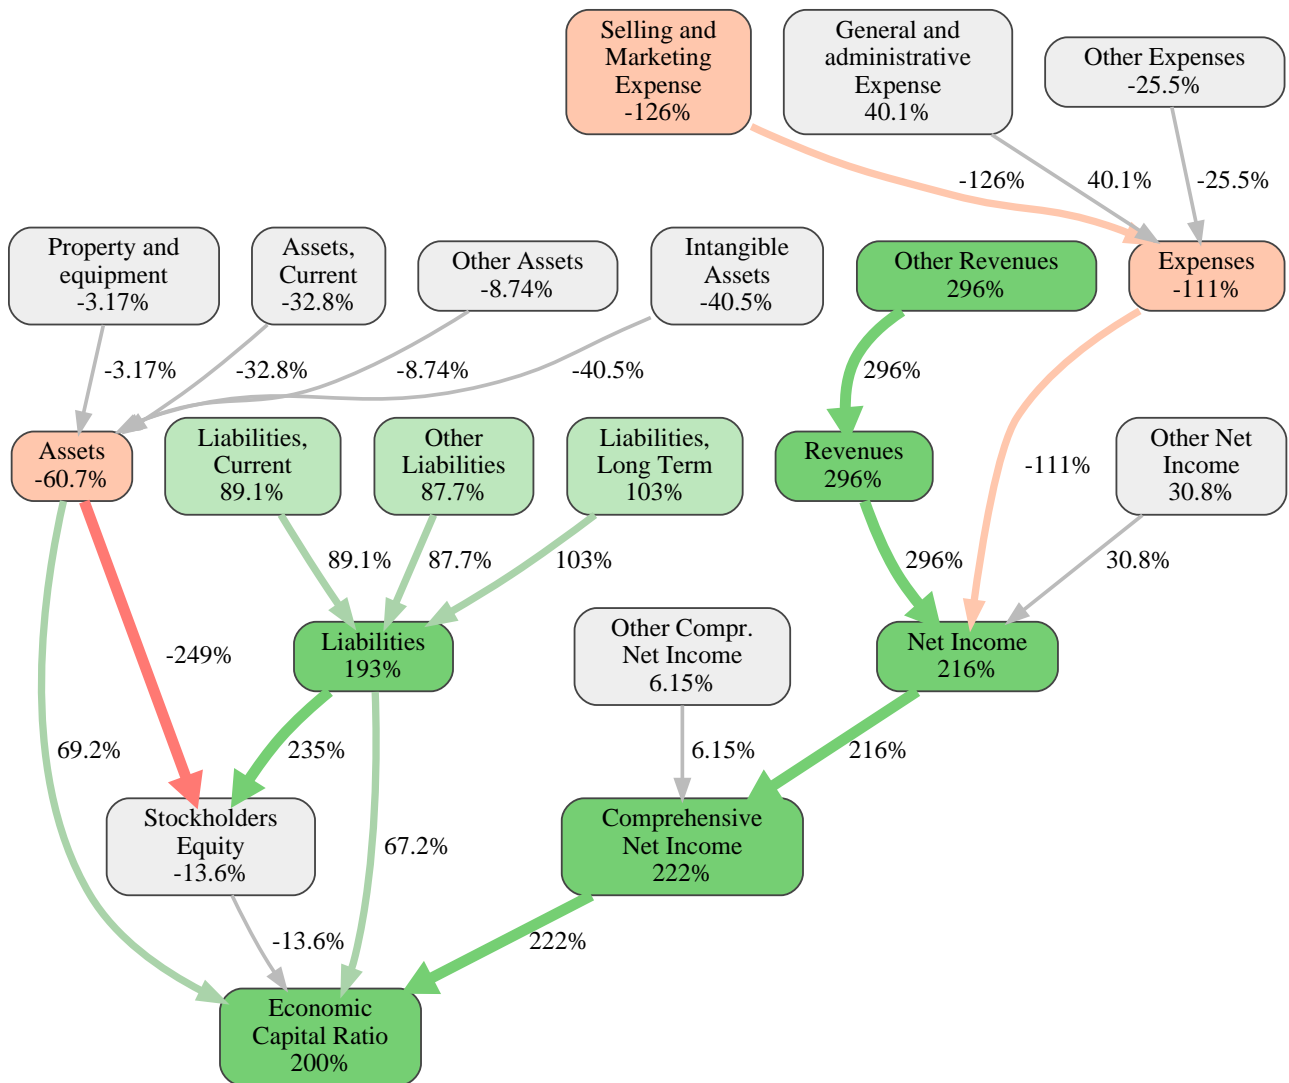 Selling and
Marketing
Expense
-126%
General and
administrative
Expense
40.1%
Other Expenses
-25.5%
-126%
40.1%
-25.5%
Property and
equipment
-3.17%
Assets,
Current
-32.8%
Other Assets
-8.74%
Intangible
Assets
-40.5%
Other Revenues
296%
Expenses
-111%
-3.17%
-32.8%
-8.74%
-40.5%
296%
Assets
-60.7%
Liabilities,
Current
89.1%
Other
Liabilities
87.7%
Liabilities,
Long Term
103%
Revenues
296%
-111%
Other Net
Income
30.8%
89.1%
87.7%
103%
296%
30.8%
Liabilities
193%
Other Compr.
Net Income
6.15%
Net Income
216%
-249%
69.2%
235%
6.15%
216%
Stockholders
Equity
-13.6%
67.2%
Comprehensive
Net Income
222%
-13.6%
222%
Economic
Capital Ratio
200%